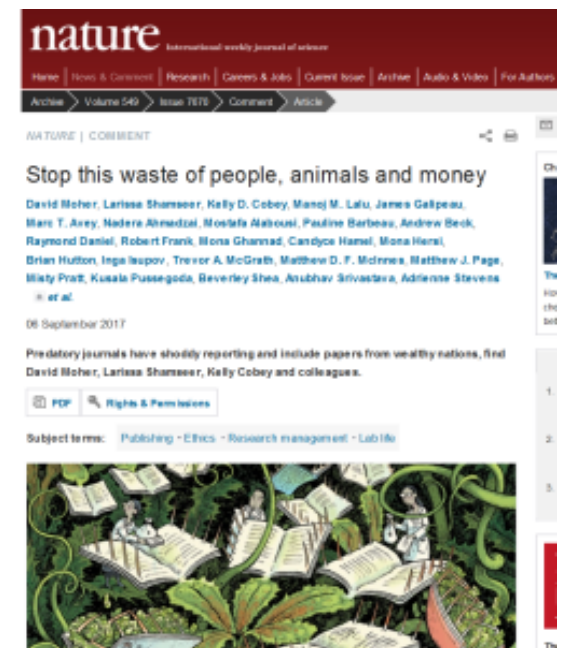 nature International weekly journal of science
Home | News & Comment | Research | Careers & Jobs | Current Issue | Archive | Audio & Video | For Authors
Archive Volume 549 Issue 7670 Comment Article
NATURE | COMMENT
Stop this waste of people, animals and money
David Moher, Larissa Shamseer, Kelly D. Cobey, Manoj M. Lalu, James Galipeau,
Marc T. Avey, Nadera Ahmadzai, Mostafa Alabousi, Pauline Barbeau, Andrew Beck,
Raymond Daniel, Robert Frank, Mona Ghannad, Candyce Hamel, Mona Hersi,
Brian Hutton, Inga Isupov, Trevor A. McGrath, Matthew D. F. McInnes, Matthew J. Page,
Misty Pratt, Kusala Pussegoda, Beverley Shea, Anubhav Srivastava, Adrienne Stevens
et al.
06 September 2017
Predatory journals have shoddy reporting and include papers from wealthy nations, find
David Moher, Larissa Shamseer, Kelly Cobey and colleagues.
PDF Rights & Permissions
Subject terms: Publishing · Ethics · Research management · Lab life
1.
2.
3.